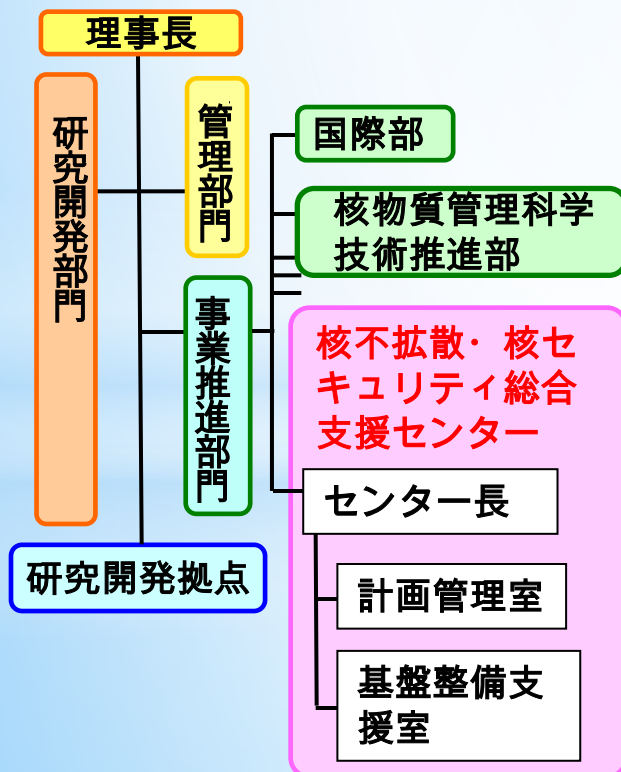 理事長
研究開発部門
管理部門
事業推進部門
研究開発拠点
国際部
核物質管理科学
技術推進部
核不拡散・核セ
キュリティ総合
支援センター
センター長
計画管理室
基盤整備支
援室